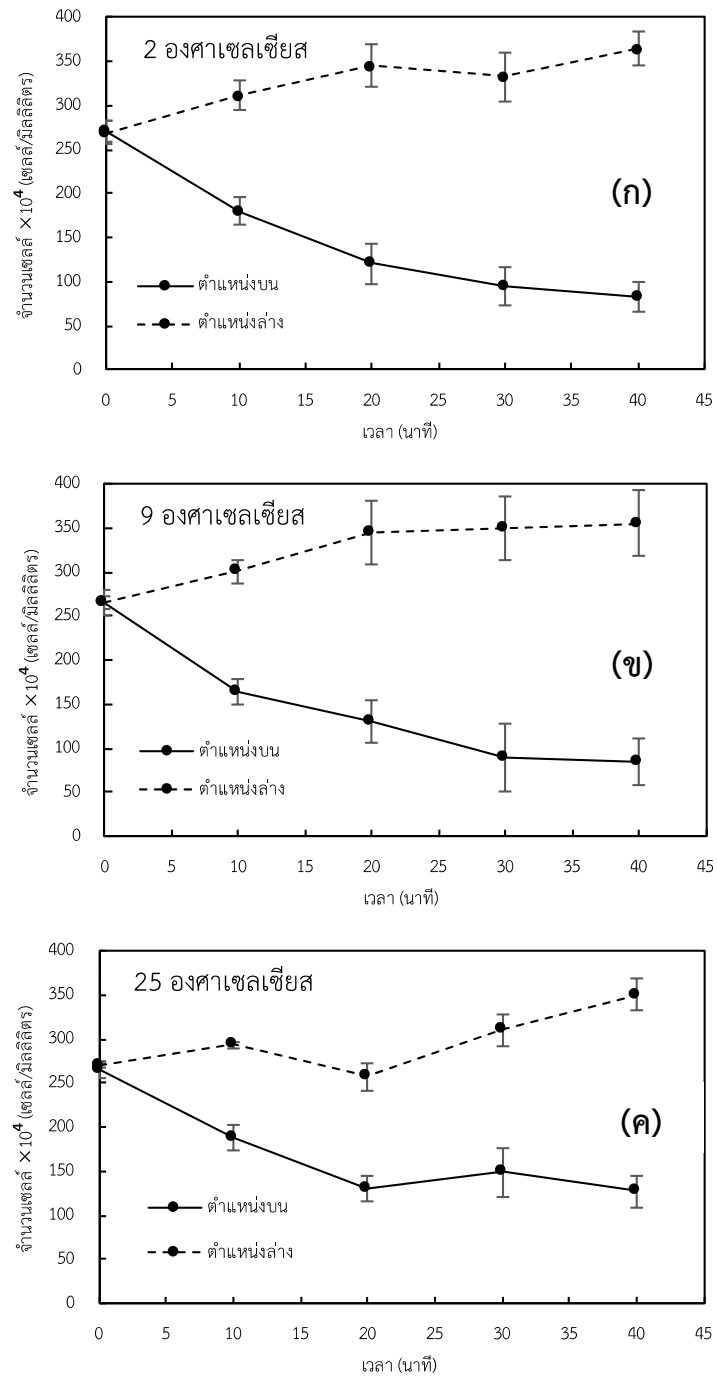 2 องศาเซลเซียส
(ก)
ตำแหน่งบน
ตำแหน่งล่าง
จำนวนเซลล์ ×10⁴ (เซลล์/มิลลิลิตร)
400
350
300
250
200
150
100
50
0
0 5 10 15 20 25 30 35 40 45
เวลา (นาที)
9 องศาเซลเซียส
(ข)
ตำแหน่งบน
ตำแหน่งล่าง
จำนวนเซลล์ ×10⁴ (เซลล์/มิลลิลิตร)
400
350
300
250
200
150
100
50
0
0 5 10 15 20 25 30 35 40 45
เวลา (นาที)
25 องศาเซลเซียส
(ค)
ตำแหน่งบน
ตำแหน่งล่าง
จำนวนเซลล์ ×10⁴ (เซลล์/มิลลิลิตร)
400
350
300
250
200
150
100
50
0
0 5 10 15 20 25 30 35 40 45
เวลา (นาที)